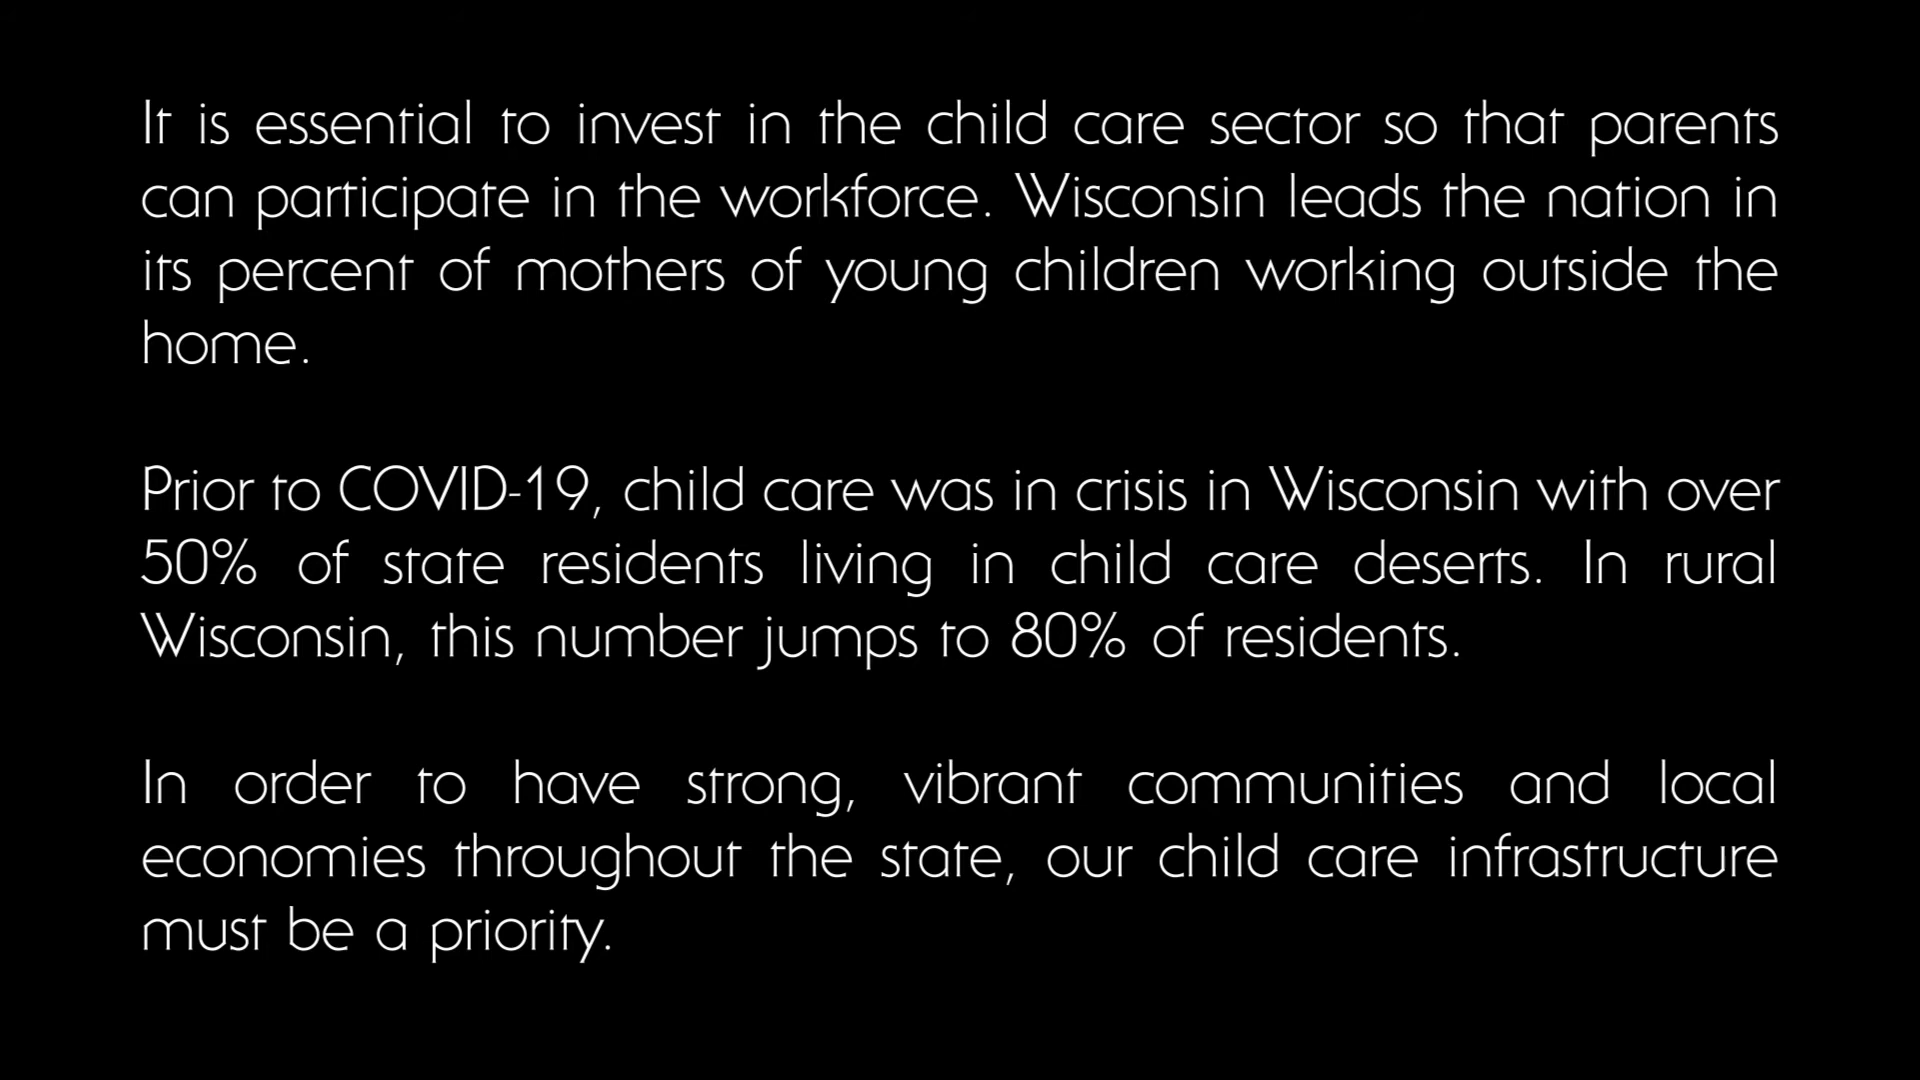 It is essential to invest in the child care sector so that parents
can participate in the workforce. Wisconsin leads the nation in
its percent of mothers of young children working outside the
home.
Prior to COVID-19, child care was in crisis in Wisconsin with over
50% of state residents living in child care deserts. In rural
Wisconsin, this number jumps to 80% of residents.
In order to have strong, vibrant communities and local
economies throughout the state, our child care infrastructure
must be a priority.